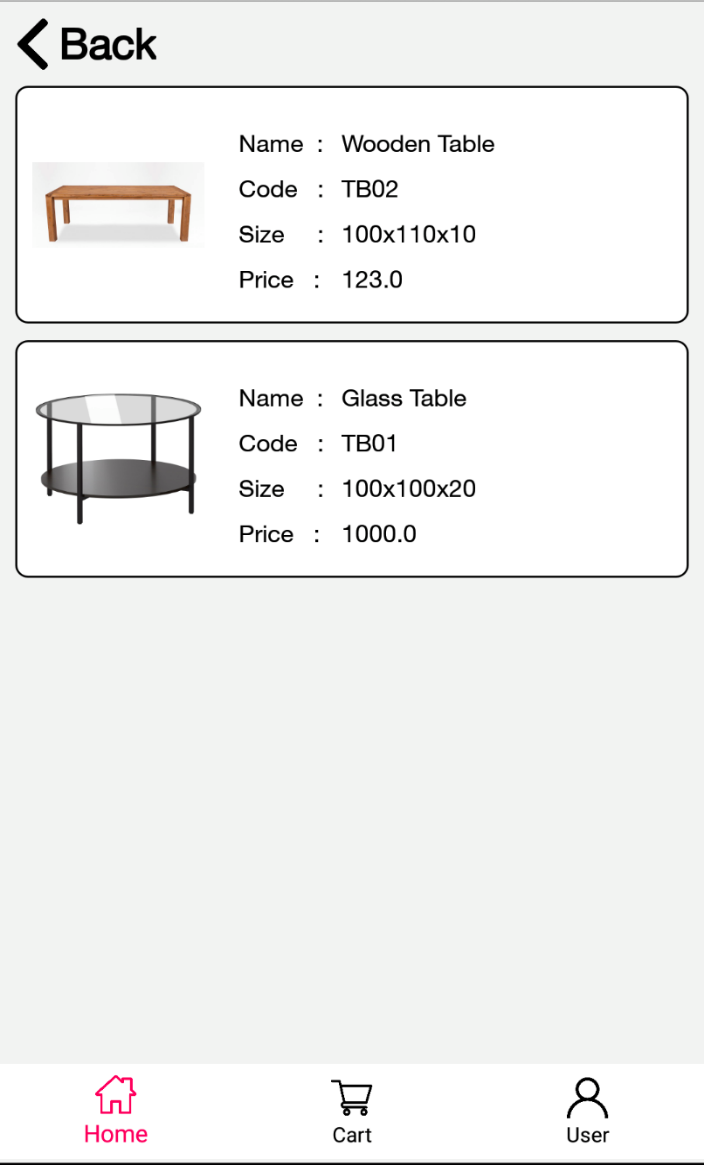 Back
Name : Wooden Table
Code : TB02
Size : 100x110x10
Price : 123.0
Name : Glass Table
Code : TB01
Size : 100x100x20
Price : 1000.0
Home Cart User